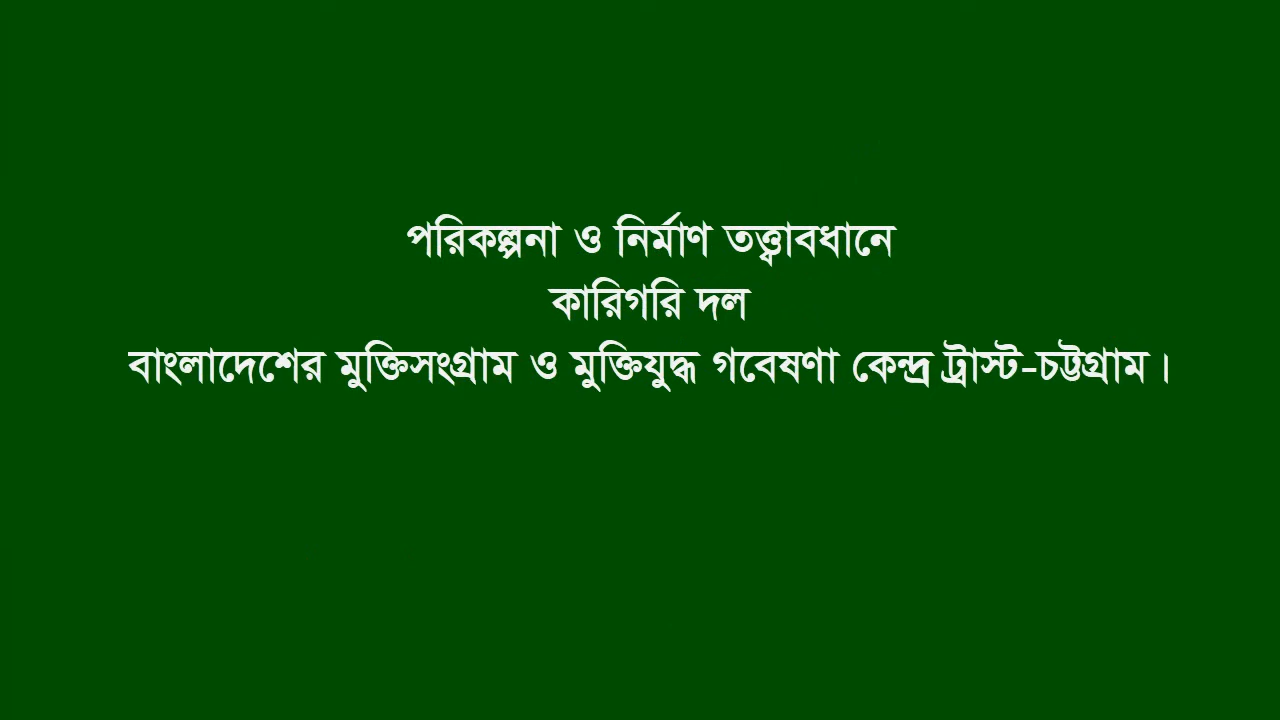 পরিকল্পনা ও নির্মাণ তত্ত্বাবধানে
কারিগরি দল
বাংলাদেশের মুক্তিসংগ্রাম ও মুক্তিযুদ্ধ গবেষণা কেন্দ্র ট্রাস্ট-চট্টগ্রাম।